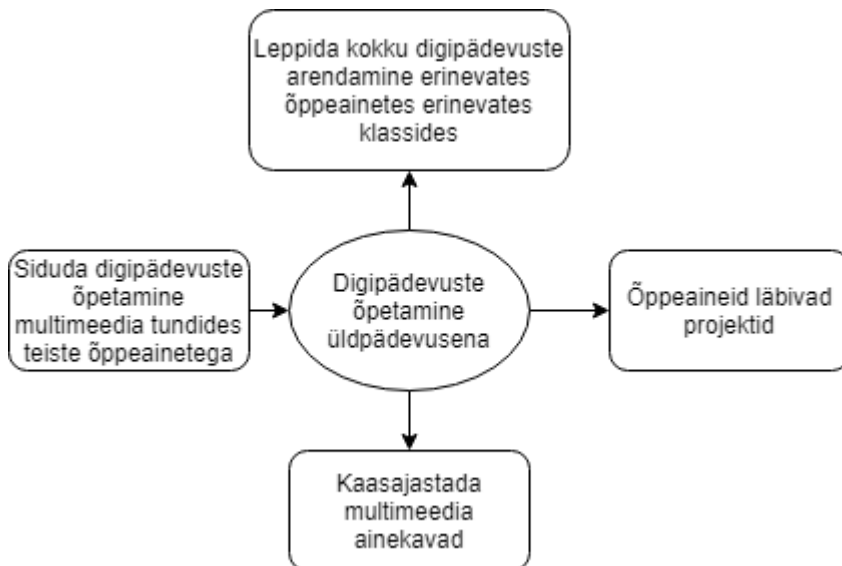 Leppida kokku digipädevuste
arendamine erinevates
õppeainetes erinevates
klassides
Siduda digipädevuste
õpetamine
multimeedia tundides
teiste õppeainetega
Digipädevuste
õpetamine
üldpädevusena
Õppeaineid läbivad
projektid
Kaasajastada
multimeedia
ainekavad